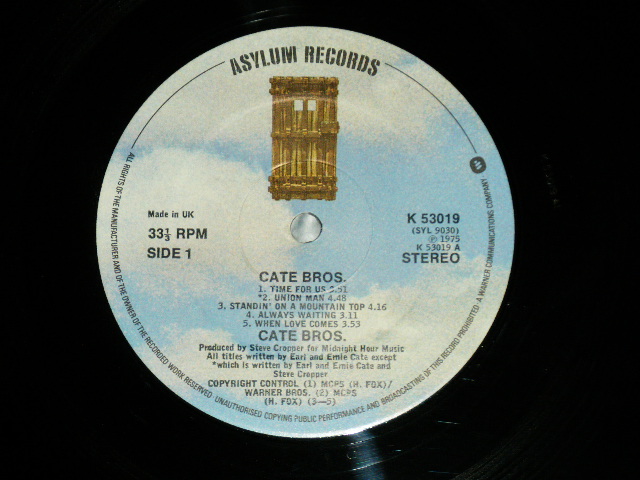 ASYLUM RECORDS
Made in UK
33⅓ RPM
SIDE 1
K 53019
(SYL 9030)
℗ 1975
K 53019 A
STEREO
CATE BROS.
1. TIME FOR US 3.51
*2. UNION MAN 4.48
3. STANDIN' ON A MOUNTAIN TOP 4.16
4. ALWAYS WAITING 3.11
5. WHEN LOVE COMES 3.53
CATE BROS.
Produced by Steve Cropper for Midnight Hour Music
All titles written by Earl and Ernie Cate except
*which is written by Earl and Ernie Cate and
Steve Cropper
COPYRIGHT CONTROL (1) MCPS (H. FOX)/
WARNER BROS. (2) MCPS
(H. FOX) (3-5)
ALL RIGHTS OF THE MANUFACTURER AND OF THE OWNER OF THE RECORDED WORK RESERVED UNAUTHORISED COPYING PUBLIC PERFORMANCE AND BROADCASTING OF THIS RECORD PROHIBITED · A WARNER COMMUNICATIONS COMPANY